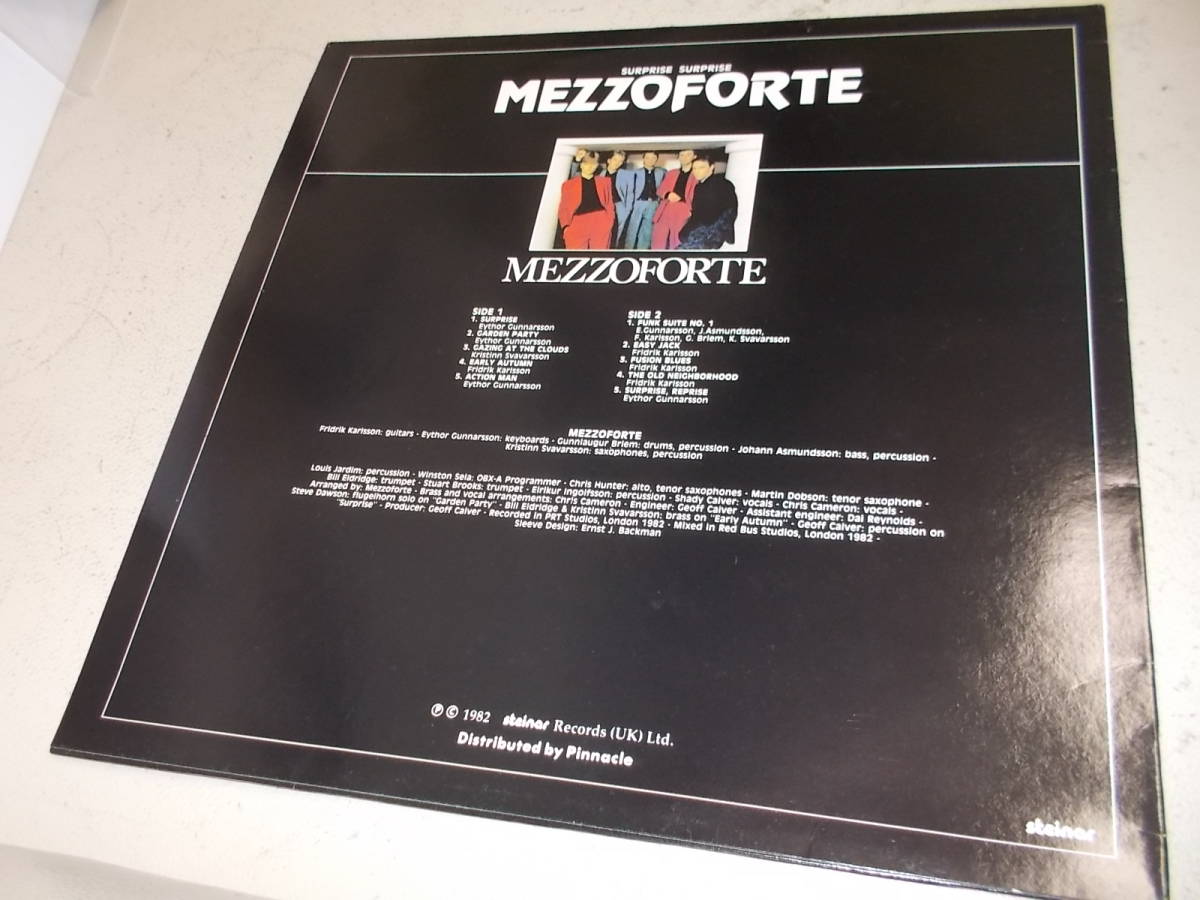 SURPRISE SURPRISE
MEZZOFORTE
MEZZOFORTE
SIDE 1
1. SURPRISE
Eythor Gunnarsson
2. GARDEN PARTY
Eythor Gunnarsson
3. GAZING AT THE CLOUDS
Kristinn Svavarsson
4. EARLY AUTUMN
Fridrik Karlsson
5. ACTION MAN
Eythor Gunnarsson
SIDE 2
1. FUNK SUITE NO. 1
E.Gunnarsson, J.Asmundsson,
F. Karlsson, G. Briem, K. Svavarsson
2. EASY JACK
Fridrik Karlsson
3. FUSION BLUES
Fridrik Karlsson
4. THE OLD NEIGHBORHOOD
Fridrik Karlsson
5. SURPRISE, REPRISE
Eythor Gunnarsson
MEZZOFORTE
Fridrik Karlsson: guitars - Eythor Gunnarsson: keyboards - Gunnlaugur Briem: drums, percussion - Johann Asmundsson: bass, percussion -
Kristinn Svavarsson: saxophones, percussion
Louis Jardim: percussion - Winston Sela: OBX-A Programmer - Chris Hunter: alto, tenor saxophones - Martin Dobson: tenor saxophone -
Bill Eldridge: trumpet - Stuart Brooks: trumpet - Eirikur Ingolfsson: percussion - Shady Calver: vocals - Chris Cameron: vocals -
Arranged by: Mezzoforte - Brass and vocal arrangements: Chris Cameron - Engineer: Geoff Calver - Assistant engineer: Dai Reynolds -
Steve Dawson: flugelhorn solo on "Garden Party" - Bill Eldridge & Kristinn Svavarsson: brass on "Early Autumn" - Geoff Calver: percussion on
"Surprise" - Producer: Geoff Calver - Recorded in PRT Studios, London 1982 - Mixed in Red Bus Studios, London 1982 -
Sleeve Design: Ernst J. Backman
℗ © 1982 steinar Records (UK) Ltd.
Distributed by Pinnacle
steinar